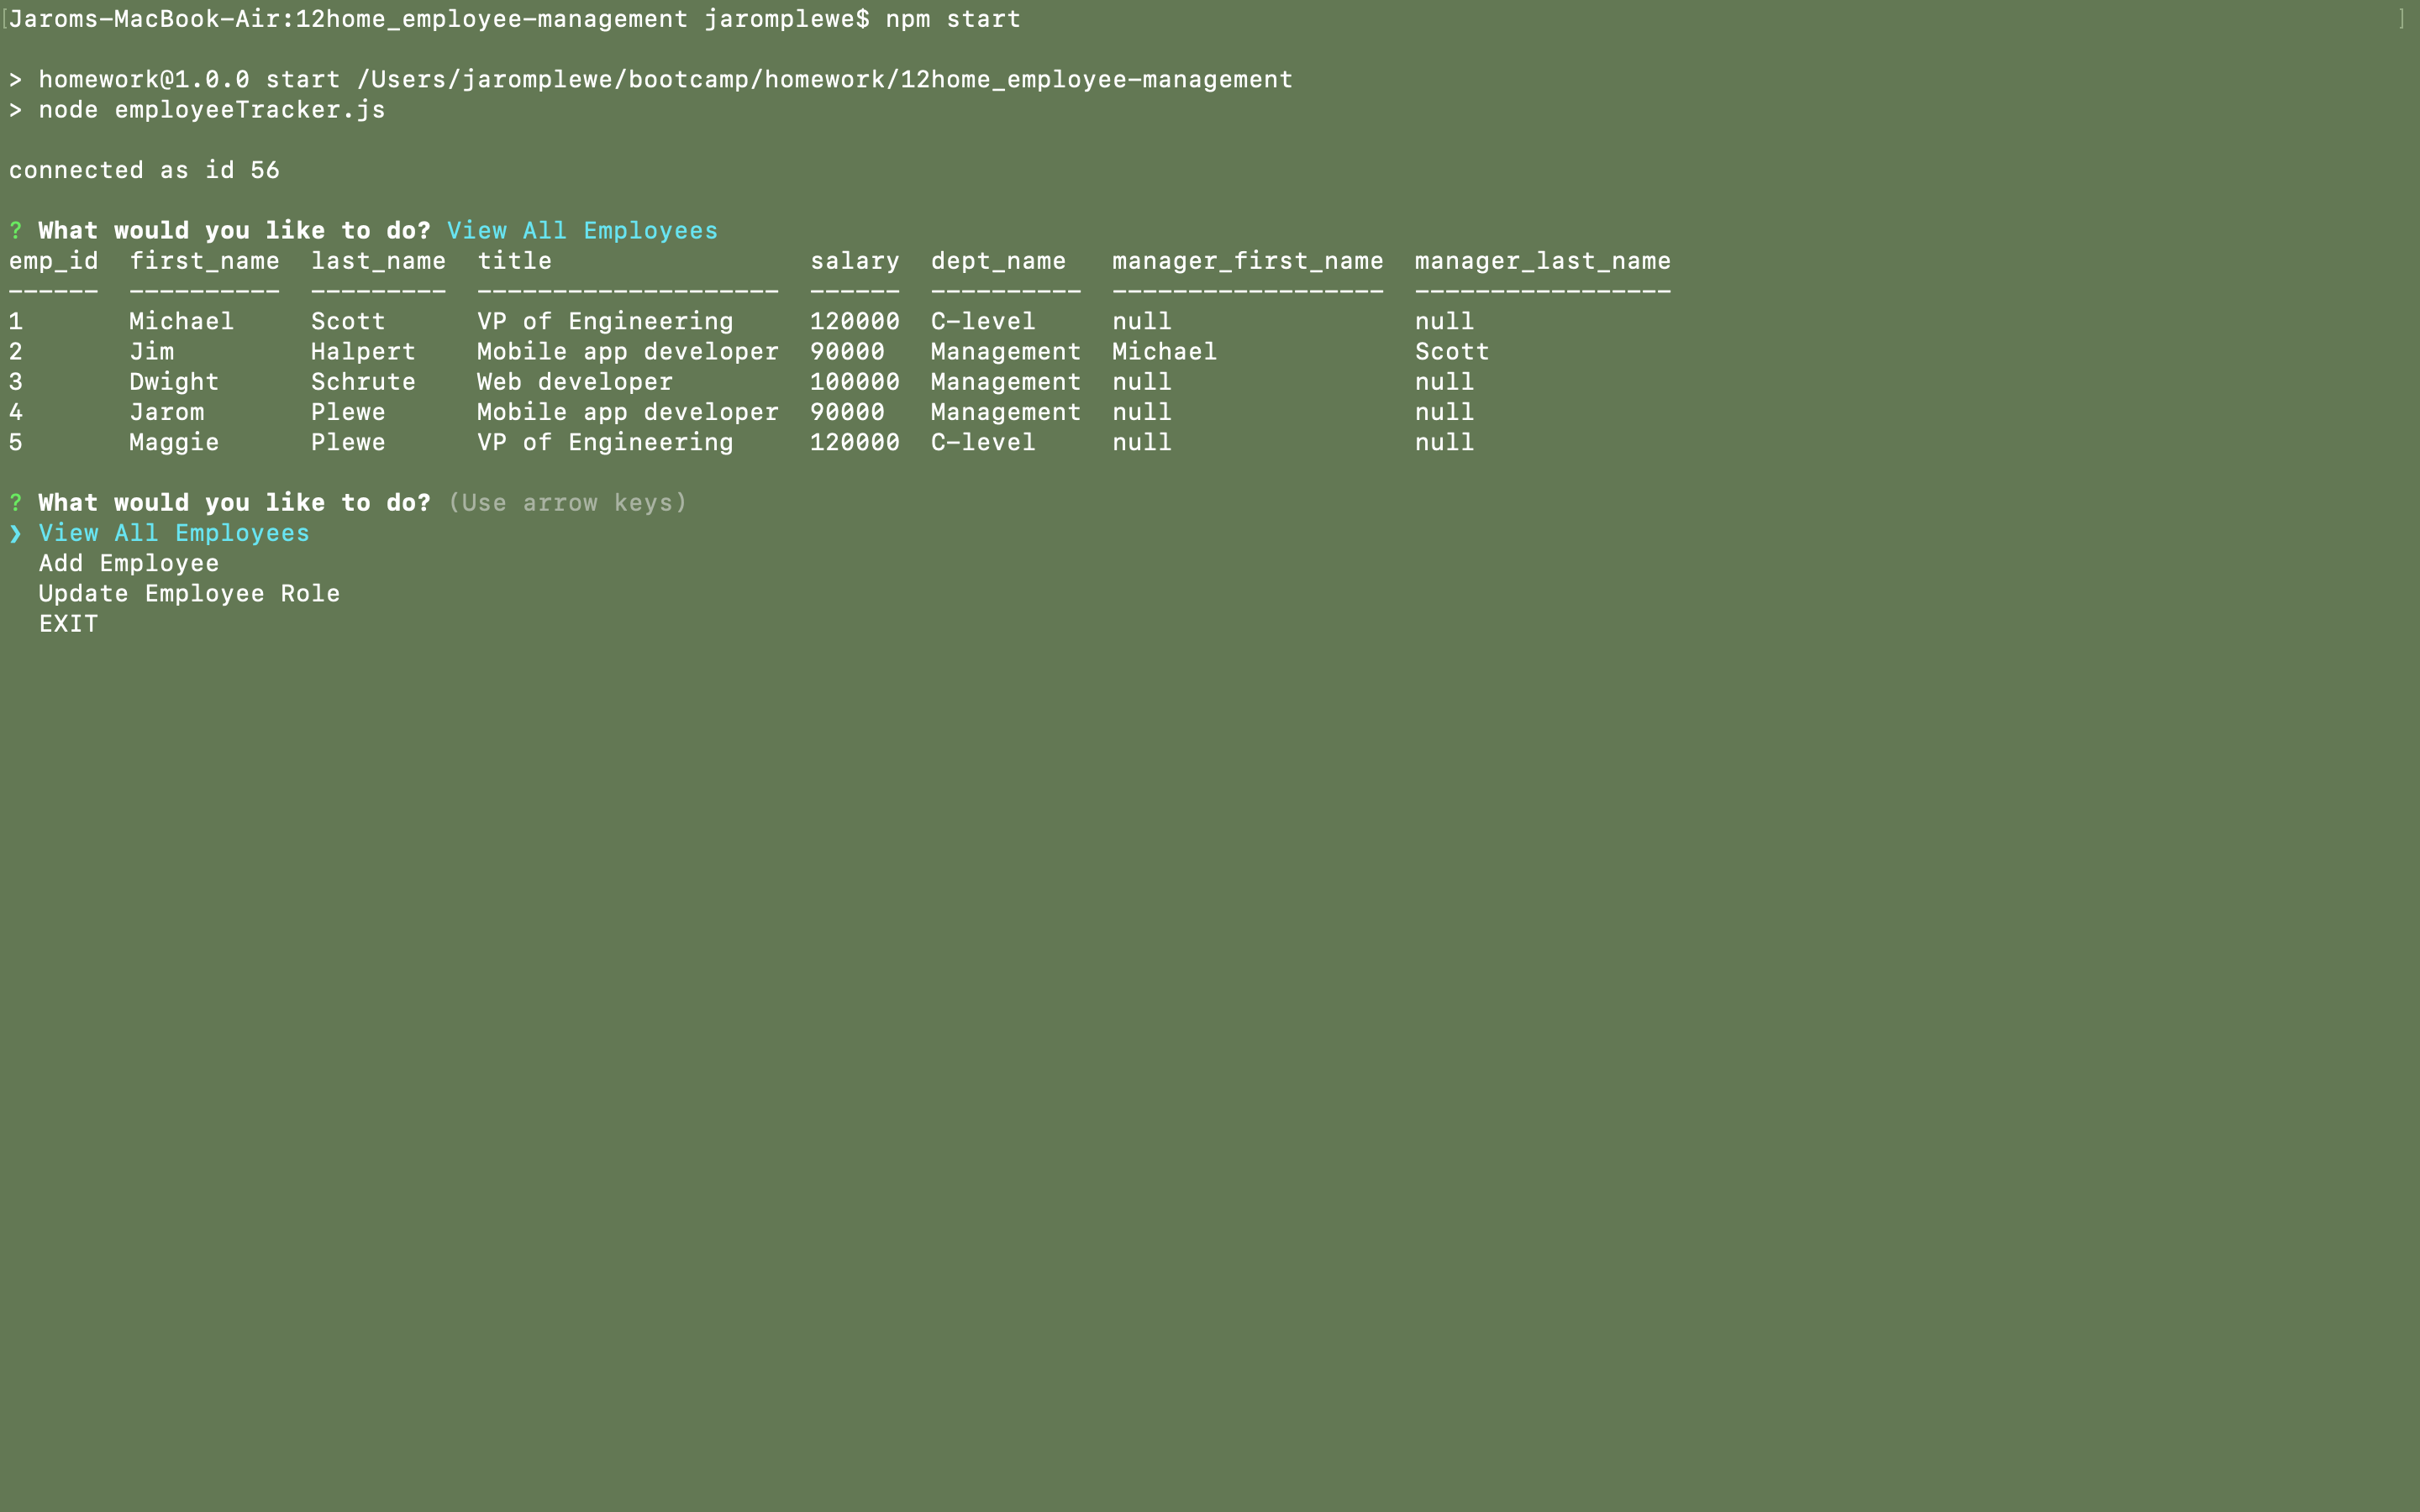 [Jaroms-MacBook-Air:12home_employee-management jaromplewe$ npm start ]
> homework@1.0.0 start /Users/jaromplewe/bootcamp/homework/12home_employee-management
> node employeeTracker.js
connected as id 56
? What would you like to do? View All Employees
emp_id  first_name  last_name  title                 salary  dept_name   manager_first_name  manager_last_name
------  ----------  ---------  --------------------  ------  ----------  ------------------  -----------------
1       Michael     Scott      VP of Engineering     120000  C-level     null                null
2       Jim         Halpert    Mobile app developer  90000   Management  Michael             Scott
3       Dwight      Schrute    Web developer         100000  Management  null                null
4       Jarom       Plewe      Mobile app developer  90000   Management  null                null
5       Maggie      Plewe      VP of Engineering     120000  C-level     null                null
? What would you like to do? (Use arrow keys)
❯ View All Employees
  Add Employee
  Update Employee Role
  EXIT